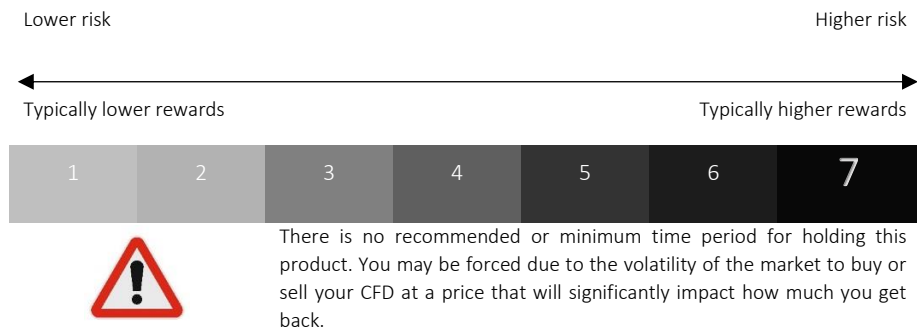 Lower risk Higher risk
Typically lower rewards Typically higher rewards
1 2 3 4 5 6 7
There is no recommended or minimum time period for holding this
product. You may be forced due to the volatility of the market to buy or
sell your CFD at a price that will significantly impact how much you get
back.